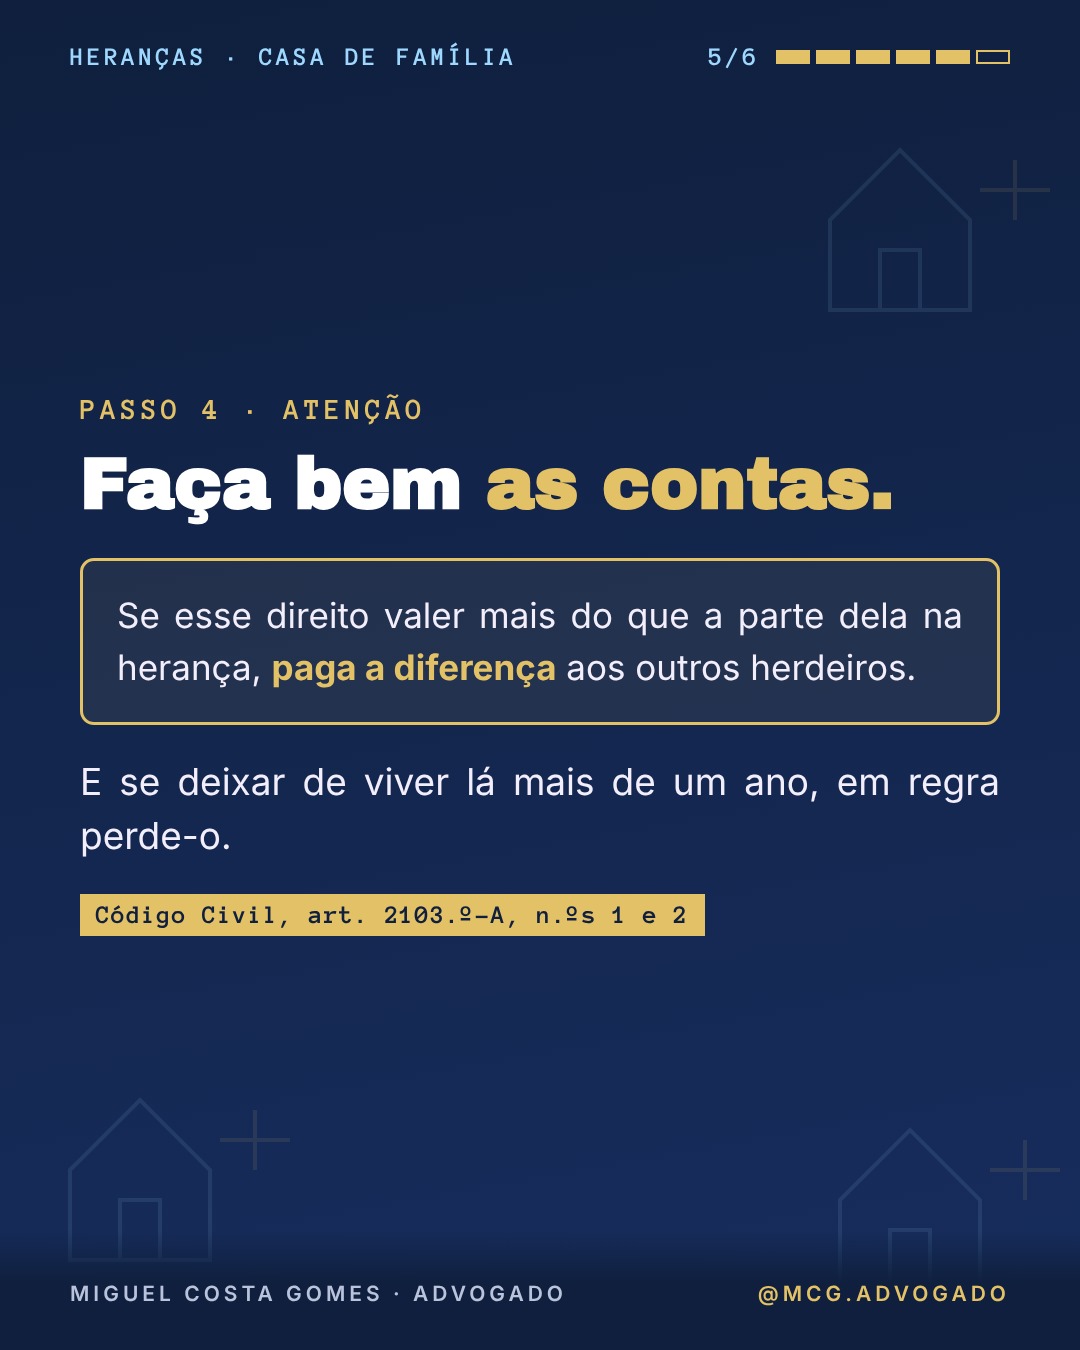 HERANÇAS · CASA DE FAMÍLIA
5/6
PASSO 4 · ATENÇÃO
Faça bem as contas.
Se esse direito valer mais do que a parte dela na
herança, paga a diferença aos outros herdeiros.
E se deixar de viver lá mais de um ano, em regra
perde-o.
Código Civil, art. 2103.º-A, n.ºs 1 e 2
MIGUEL COSTA GOMES · ADVOGADO
@MCG.ADVOGADO